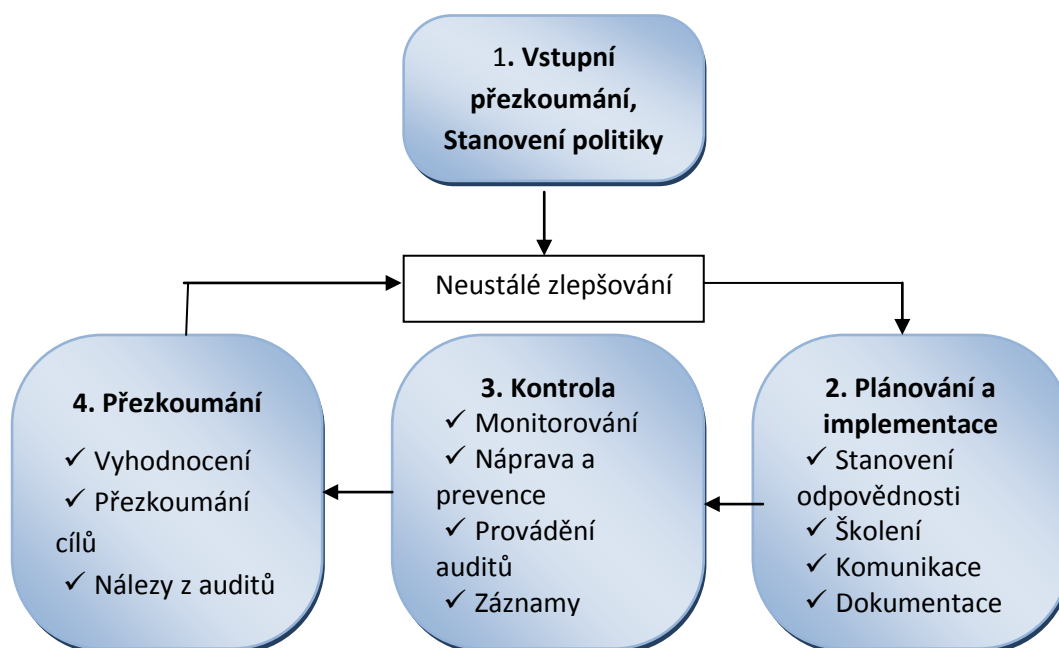 1. Vstupní
přezkoumání,
Stanovení politiky
Neustálé zlepšování
4. Přezkoumání
✓ Vyhodnocení
✓ Přezkoumání
cílů
✓ Nálezy z auditů
3. Kontrola
✓ Monitorování
✓ Náprava a
prevence
✓ Provádění
auditů
✓ Záznamy
2. Plánování a
implementace
✓ Stanovení
odpovědnosti
✓ Školení
✓ Komunikace
✓ Dokumentace